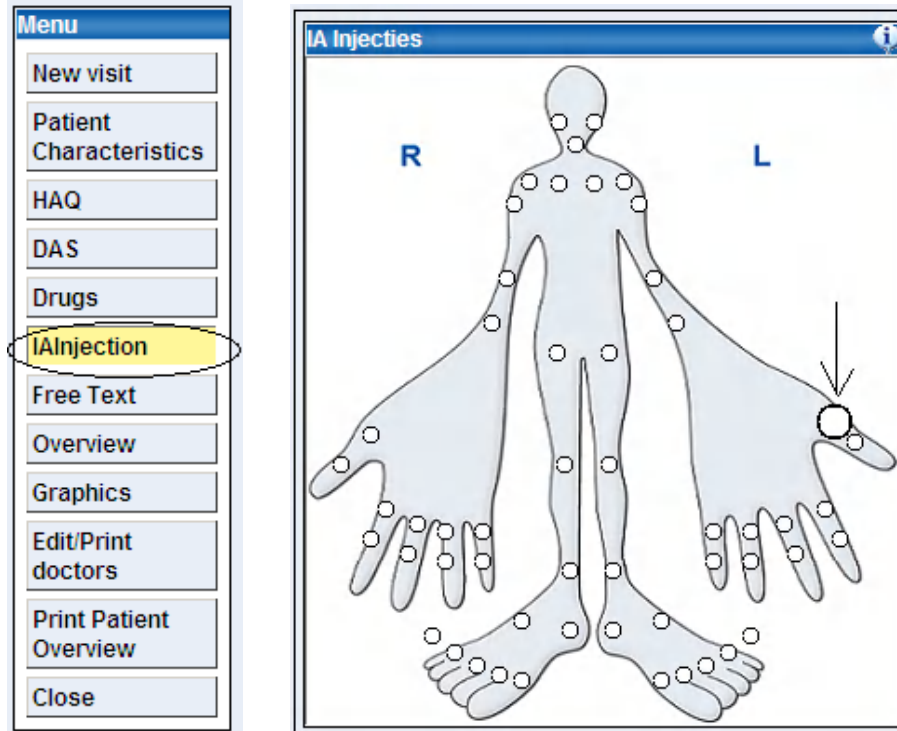 Menu
New visit
Patient
Characteristics
HAQ
DAS
Drugs
IAInjection
Free Text
Overview
Graphics
Edit/Print
doctors
Print Patient
Overview
Close
IA Injecties
i
R
L